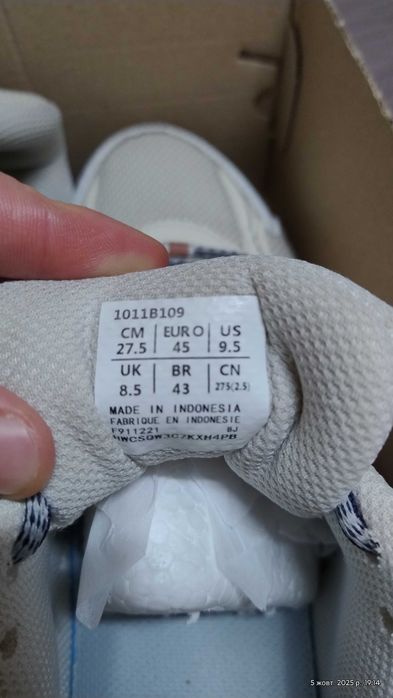 1011B109
CM EURO US
27.5 45 9.5
UK BR CN
8.5 43 275(2.5)
MADE IN INDONESIA
FABRIQUE EN INDONESIE
F911221 BJ
5 жовт. 2025 р. 19:14